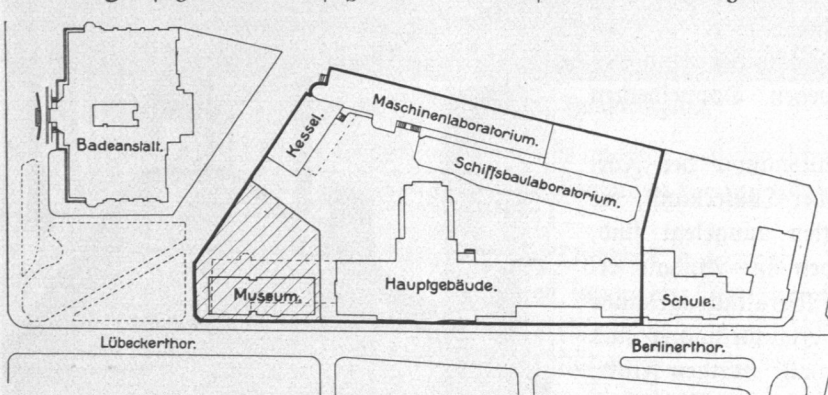 Badeanstalt.
Kessel.
Maschinenlaboratorium.
Schiffsbaulaboratorium.
Museum.
Hauptgebäude.
Schule.
Lübeckerthor.
Berlinerthor.